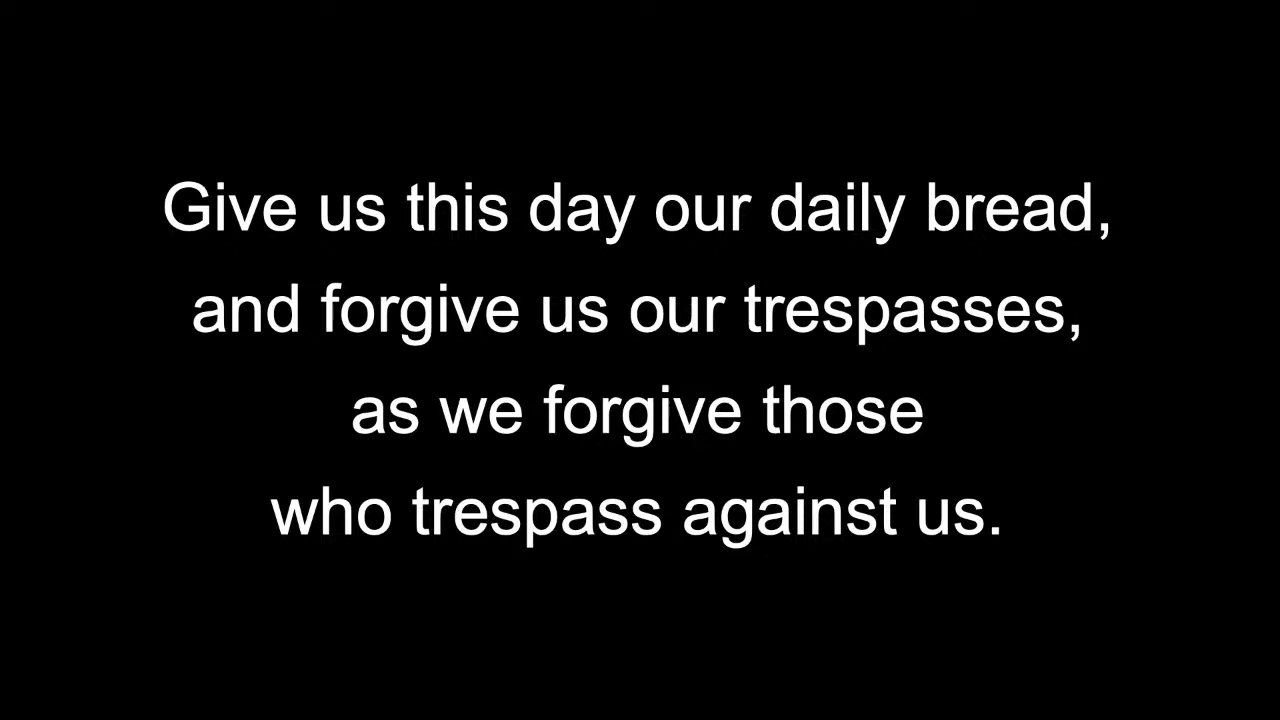 Give us this day our daily bread,
and forgive us our trespasses,
as we forgive those
who trespass against us.